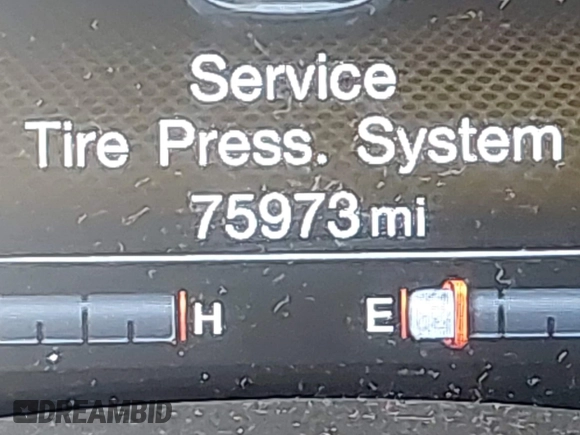 Service
Tire Press. System
75973 mi
H E
DREAMBID